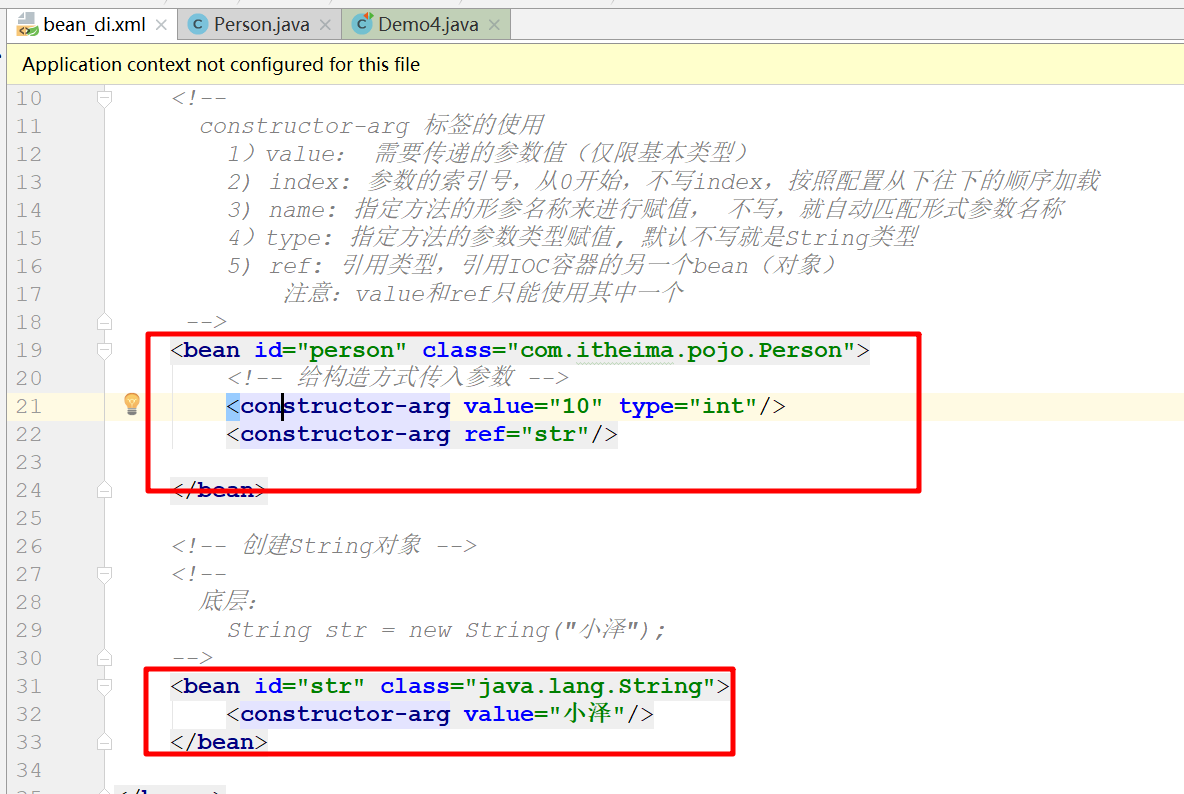 bean_di.xml Person.java Demo4.java
Application context not configured for this file
10 <!--
11 constructor-arg 标签的使用
12 1）value： 需要传递的参数值（仅限基本类型）
13 2) index: 参数的索引号，从0开始，不写index，按照配置从下往下的顺序加载
14 3) name: 指定方法的形参名称来进行赋值， 不写，就自动匹配形式参数名称
15 4）type: 指定方法的参数类型赋值, 默认不写就是String类型
16 5) ref: 引用类型，引用IOC容器的另一个bean（对象）
17 注意：value和ref只能使用其中一个
18 -->
19 <bean id="person" class="com.itheima.pojo.Person">
20 <!-- 给构造方式传入参数 -->
21 <constructor-arg value="10" type="int"/>
22 <constructor-arg ref="str"/>
23
24 </bean>
25
26 <!-- 创建String对象 -->
27 <!--
28 底层：
29 String str = new String("小泽");
30 -->
31 <bean id="str" class="java.lang.String">
32 <constructor-arg value="小泽"/>
33 </bean>
34